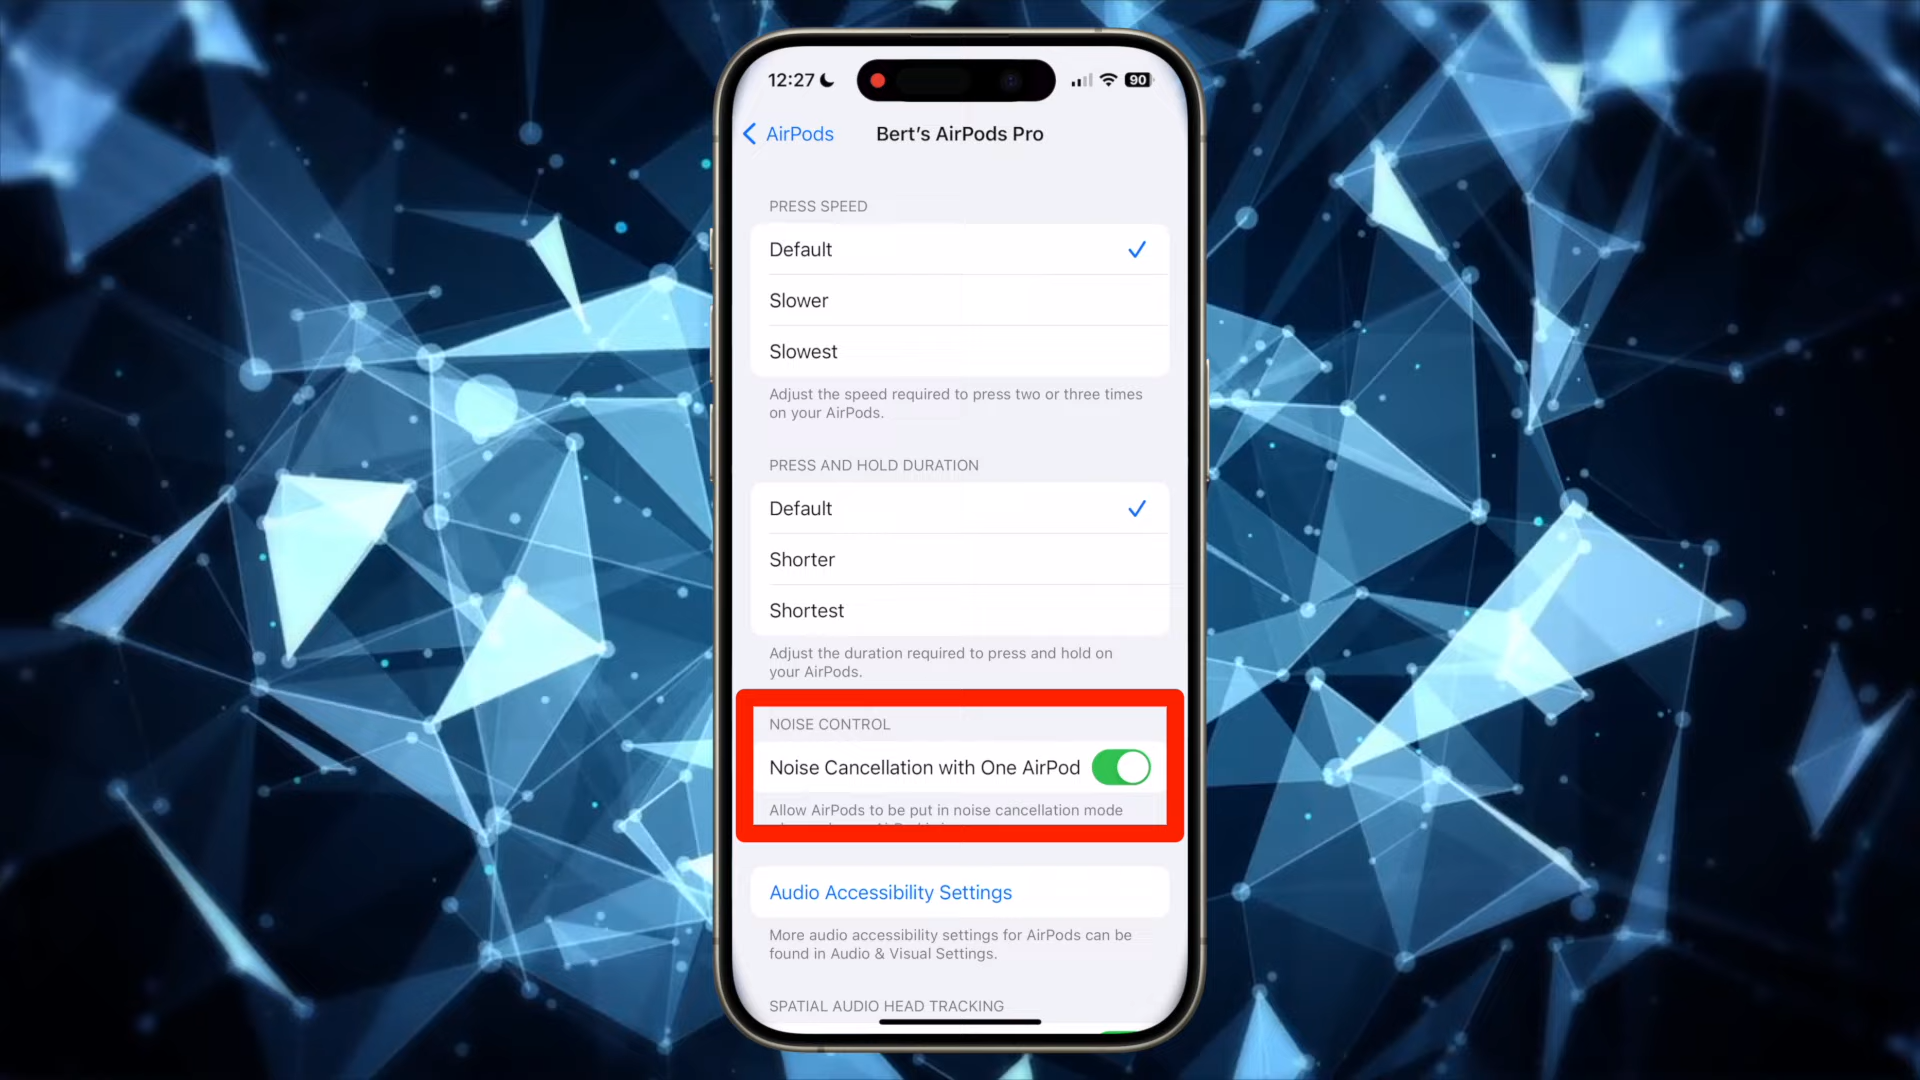 12:27
90
AirPods
Bert's AirPods Pro
PRESS SPEED
Default
Slower
Slowest
Adjust the speed required to press two or three times
on your AirPods.
PRESS AND HOLD DURATION
Default
Shorter
Shortest
Adjust the duration required to press and hold on
your AirPods.
NOISE CONTROL
Noise Cancellation with One AirPod
Allow AirPods to be put in noise cancellation mode
Audio Accessibility Settings
More audio accessibility settings for AirPods can be
found in Audio & Visual Settings.
SPATIAL AUDIO HEAD TRACKING